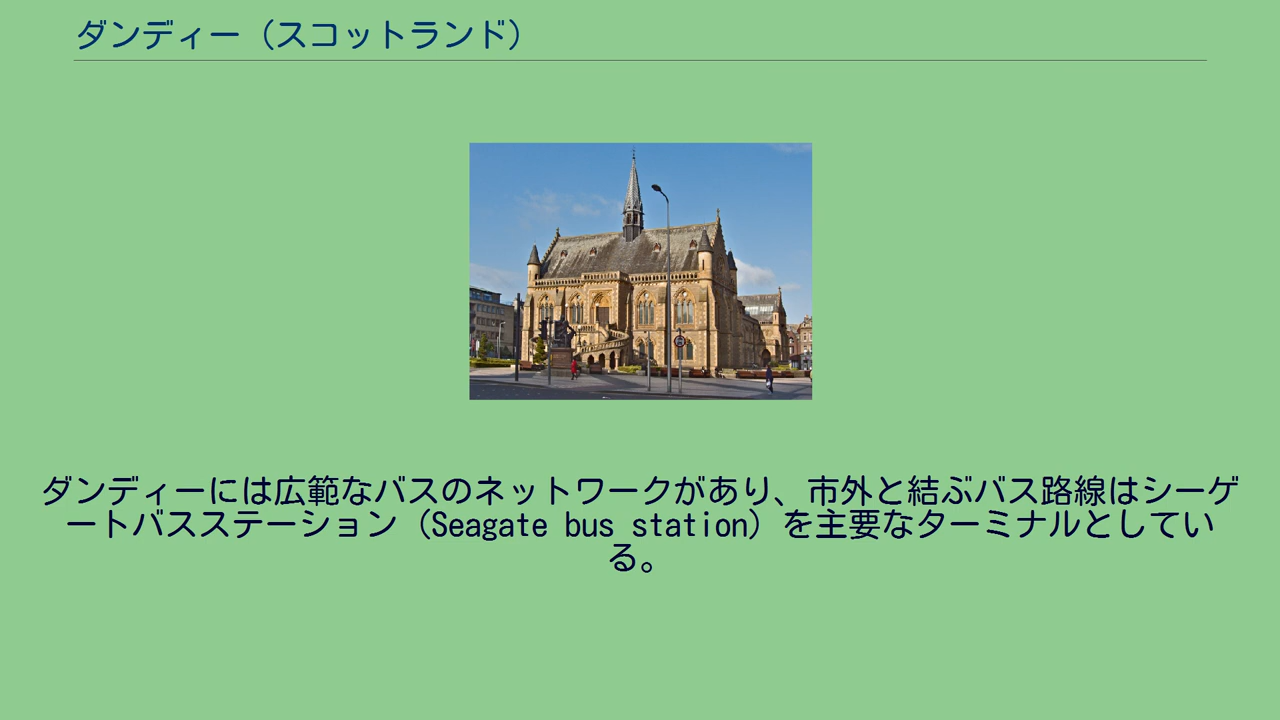 ダンディー（スコットランド）
ダンディーには広範なバスのネットワークがあり、市外と結ぶバス路線はシーゲ
ートバスステーション（Seagate bus station）を主要なターミナルとしてい
る。